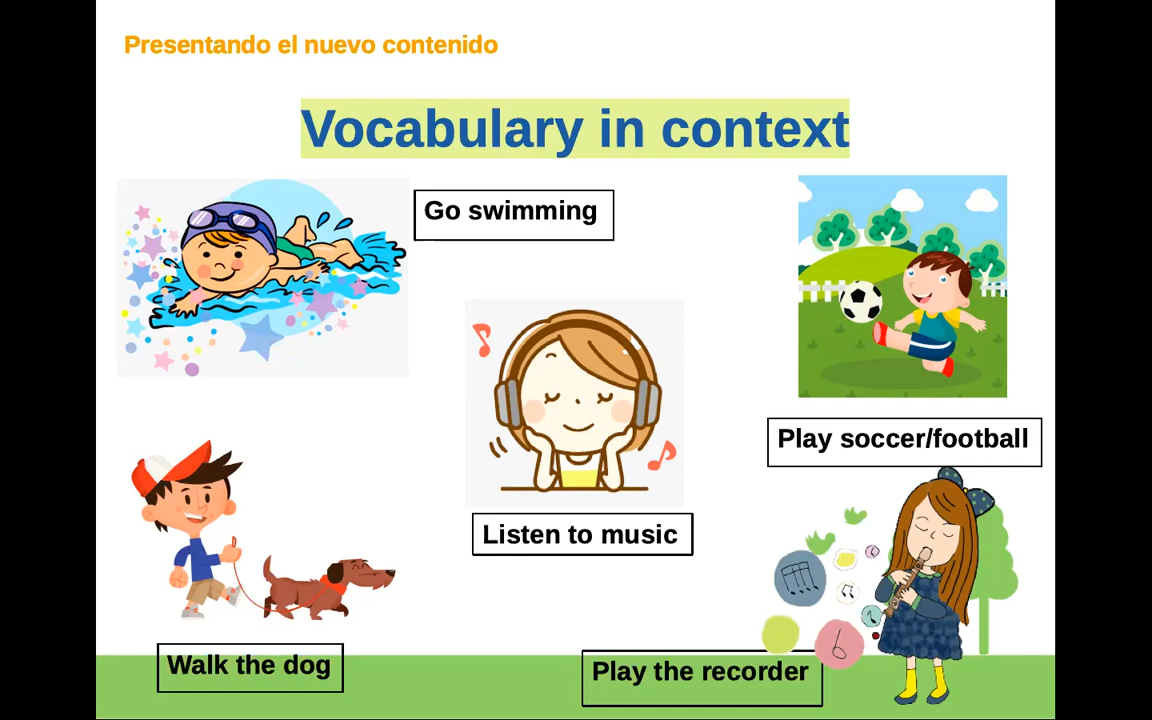 Presentando el nuevo contenido
Vocabulary in context
Go swimming
Play soccer/football
Listen to music
Walk the dog
Play the recorder